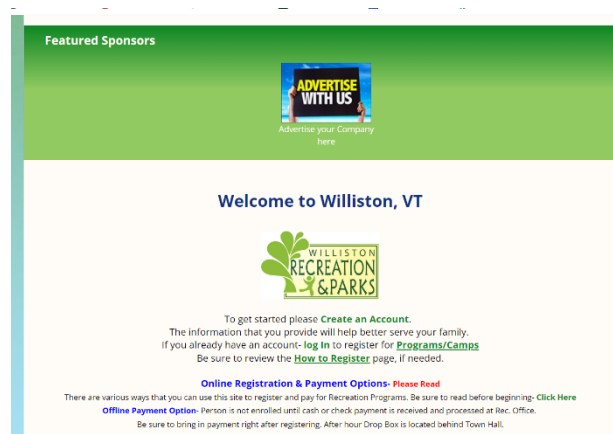 Featured Sponsors
ADVERTISE
WITH US
Advertise your Company
here
Welcome to Williston, VT
WILLISTON
RECREATION
& PARKS
To get started please Create an Account.
The information that you provide will help better serve your family.
If you already have an account- log In to register for Programs/Camps
Be sure to review the How to Register page, if needed.
Online Registration & Payment Options- Please Read
There are various ways that you can use this site to register and pay for Recreation Programs. Be sure to read before beginning- Click Here
Offline Payment Option- Person is not enrolled until cash or check payment is received and processed at Rec. Office.
Be sure to bring in payment right after registering. After hour Drop Box is located behind Town Hall.